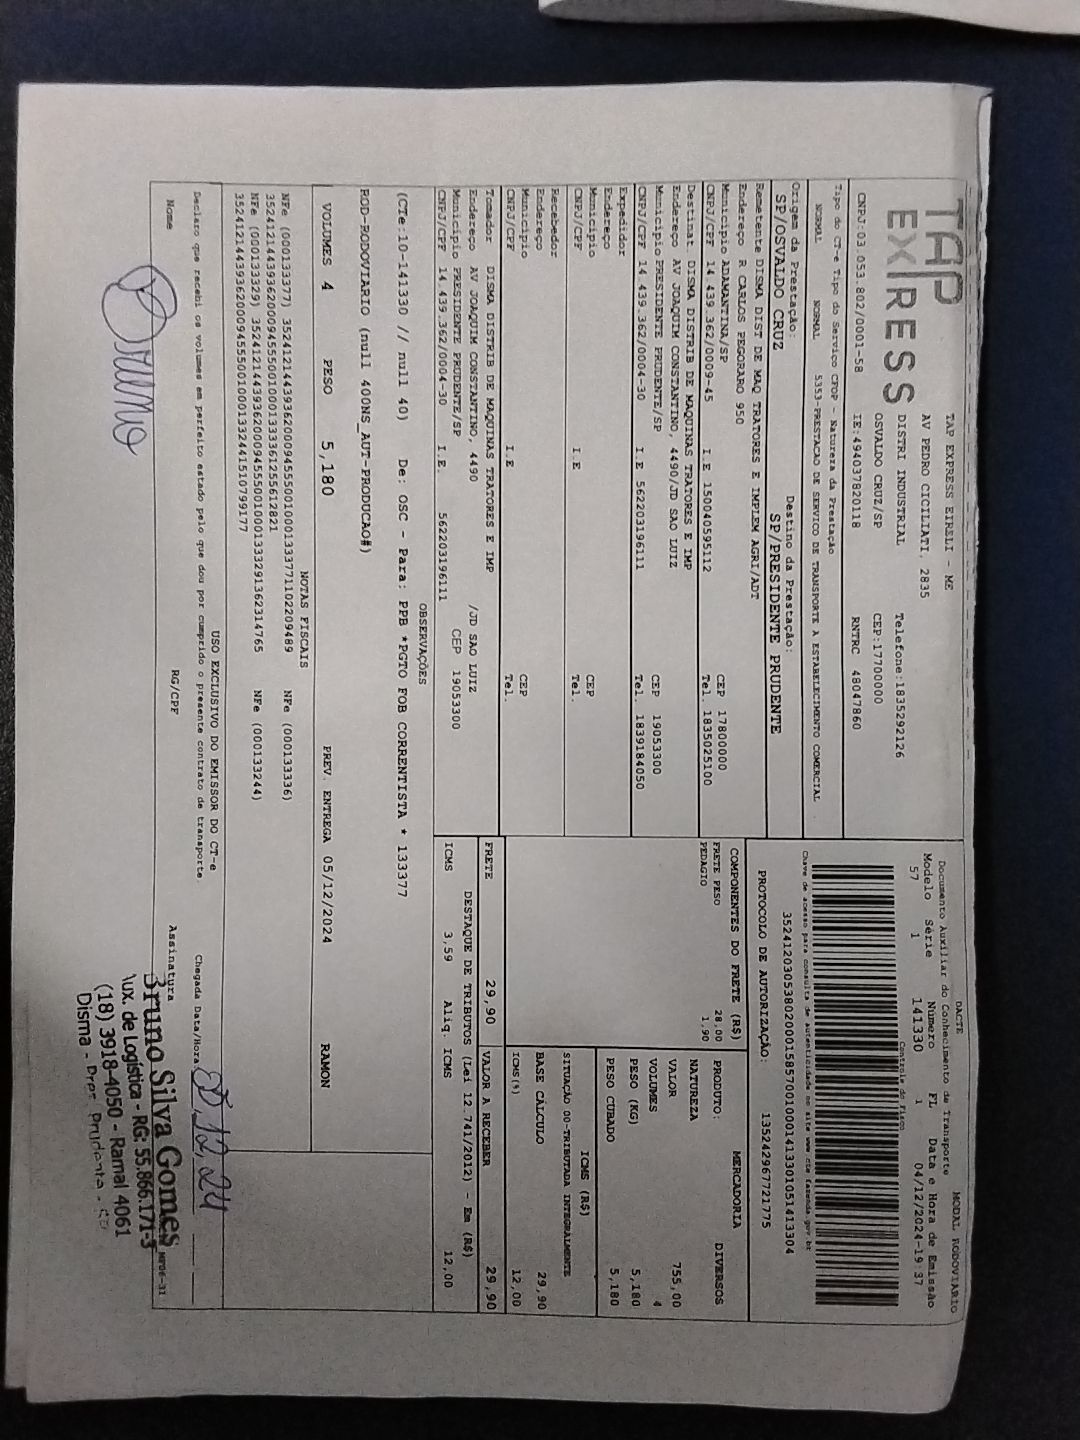 TAP
EXPRESS
TAP EXPRESS EIRELI - ME
AV PEDRO CICILIATI, 2835
DISTRI INDUSTRIAL Telefone:1835292126
OSVALDO CRUZ/SP CEP:17700000
CNPJ:03.053.802/0001-58 IE:494037820118 RNTRC 48047860
Tipo do CT-e Tipo do Serviço CFOP - Natureza da Prestação
NORMAL NORMAL 5353-PRESTACAO DE SERVICO DE TRANSPORTE A ESTABELECIMENTO COMERCIAL
Origem da Prestação: Destino da Prestação:
SP/OSVALDO CRUZ SP/PRESIDENTE PRUDENTE
Remetente DISMA DIST DE MAQ TRATORES E IMPLEM AGRI/ADT
Endereço R CARLOS PEGORARO 950
Município ADAMANTINA/SP CEP 17800000
CNPJ/CPF 14.439.362/0009-45 I.E 150040595112 Tel. 1835025100
Destinat DISMA DISTRIB DE MAQUINAS TRATORES E IMP
Endereço AV JOAQUIM CONSTANTINO, 4490/JD SAO LUIZ
Município PRESIDENTE PRUDENTE/SP CEP 19053300
CNPJ/CPF 14.439.362/0004-30 I.E 562203196111 Tel. 1839184050
Expedidor
Endereço
Município CEP
CNPJ/CPF I.E Tel.
Recebedor
Endereço
Município CEP
CNPJ/CPF I.E Tel.
Tomador DISMA DISTRIB DE MAQUINAS TRATORES E IMP
Endereço AV JOAQUIM CONSTANTINO, 4490 /JD SAO LUIZ
Município PRESIDENTE PRUDENTE/SP CEP 19053300
CNPJ/CPF 14.439.362/0004-30 I.E. 562203196111
DACTE MODAL RODOVIARIO
Documento Auxiliar do Conhecimento de Transporte
Modelo Série Número FL Data e Hora de Emissão
57 1 141330 1 04/12/2024-19:37
Controle do Fisco
Chave de acesso para consulta de autenticidade no site www.cte.fazenda.gov.br
35241203053802000158570010001413301051413304
PROTOCOLO DE AUTORIZAÇÃO: 135242967721775
COMPONENTES DO FRETE (R$)
FRETE PESO 28,00
PEDAGIO 1,90
PRODUTO: MERCADORIA
NATUREZA DIVERSOS
VALOR 755,00
VOLUMES 4
PESO (KG) 5,180
PESO CUBADO 5,180
ICMS (R$)
SITUAÇÃO 00-TRIBUTADA INTEGRALMENTE
BASE CÁLCULO 29,90
ICMS(%) 12,00
FRETE 29,90 VALOR A RECEBER 29,90
DESTAQUE DE TRIBUTOS (Lei 12.741/2012) - Em (R$)
ICMS 3,59 Aliq. ICMS 12,00
OBSERVAÇÕES
(CTe:10-141330 // null 40) De: OSC - Para: PPB *PGTO FOB CORRENTISTA * 133377
ROD-RODOVIARIO (null 400NS_AUT-PRODUCAO#)
VOLUMES 4 PESO 5,180 PREV. ENTREGA 05/12/2024 RAMON
NOTAS FISCAIS
NFe (000133377) 35241214439362000945550010001333771102209489 NFe (000133336)
35241214439362000945550010001333361255612821
NFe (000133329) 35241214439362000945550010001333291362314765 NFe (000133244)
35241214439362000945550010001332441510799177
USO EXCLUSIVO DO EMISSOR DO CT-e
Declaro que recebi os volumes em perfeito estado pelo que dou por cumprido o presente contrato de transporte. Chegada Data/Hora
Nome RG/CPF Assinatura
Bruno Silva Gomes
Aux. de Logística - RG: 55.866.171-3
(18) 3918-4050 - Ramal 4061
Disma - Pres. Prudente - SP